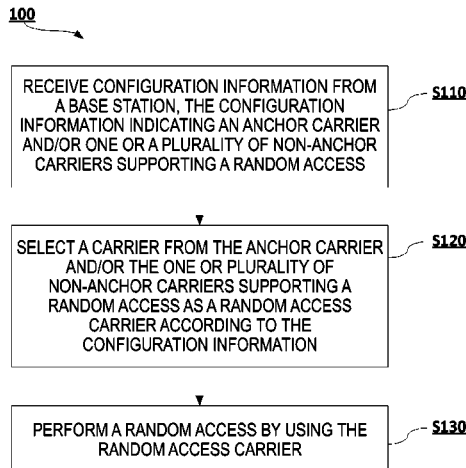 100
RECEIVE CONFIGURATION INFORMATION FROM
A BASE STATION, THE CONFIGURATION
INFORMATION INDICATING AN ANCHOR CARRIER
AND/OR ONE OR A PLURALITY OF NON-ANCHOR
CARRIERS SUPPORTING A RANDOM ACCESS
S110
SELECT A CARRIER FROM THE ANCHOR CARRIER
AND/OR THE ONE OR PLURALITY OF
NON-ANCHOR CARRIERS SUPPORTING A
RANDOM ACCESS AS A RANDOM ACCESS
CARRIER ACCORDING TO THE
CONFIGURATION INFORMATION
S120
PERFORM A RANDOM ACCESS BY USING THE
RANDOM ACCESS CARRIER
S130